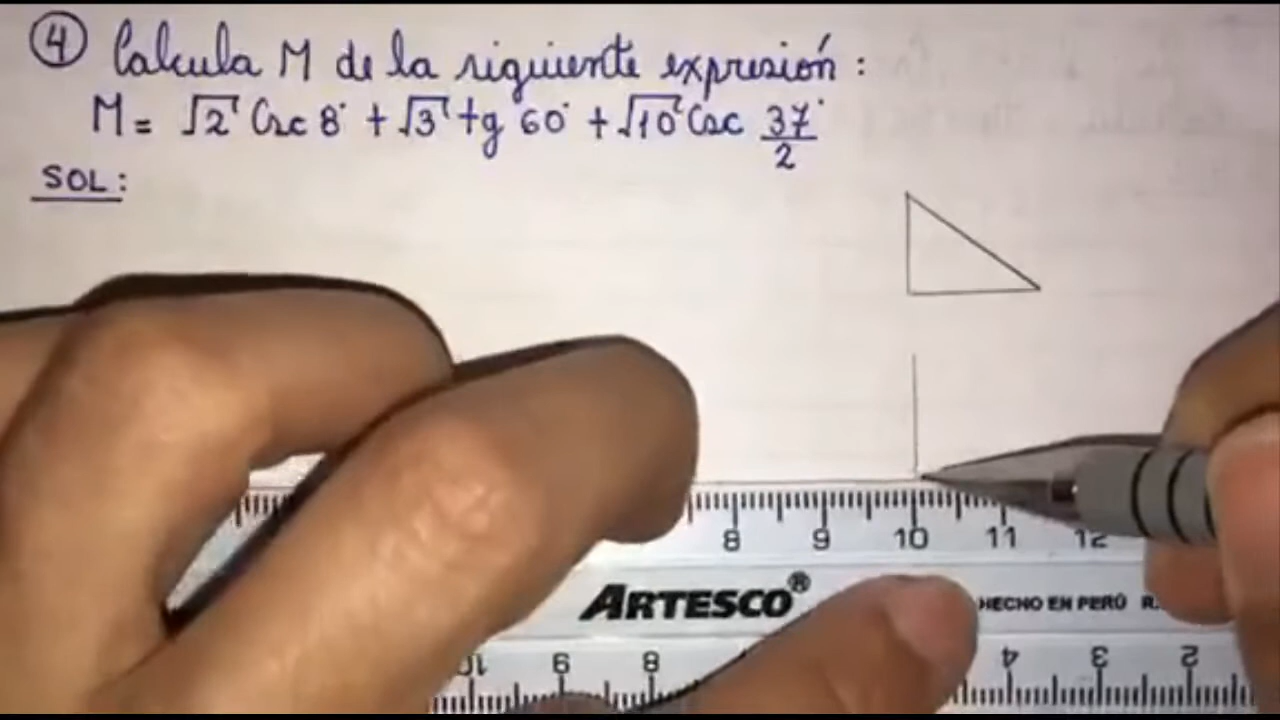 4 Calcula M de la siguiente expresión:
M = √2 Csc 8° + √3 tg 60° + √10 Csc 37°/2
SOL:
8 9 10 11 12
ARTESCO® HECHO EN PERÚ
10 9 8 4 3 2